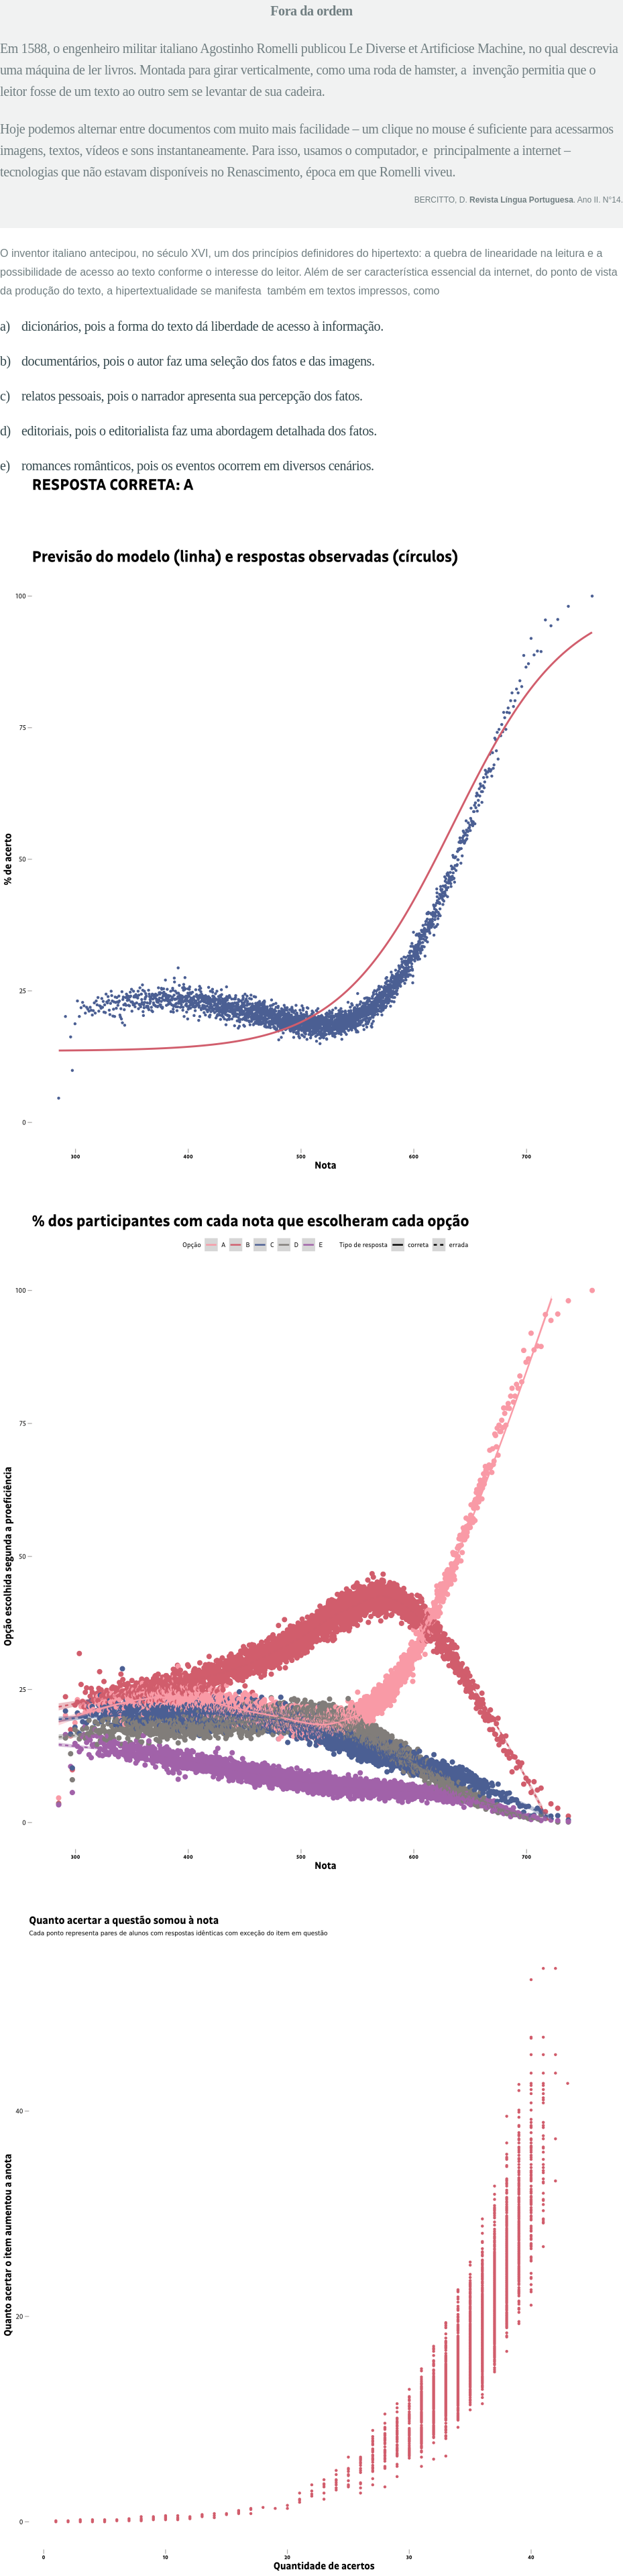 Fora da ordem
Em 1588, o engenheiro militar italiano Agostinho Romelli publicou Le Diverse et Artificiose Machine, no qual descrevia
uma máquina de ler livros. Montada para girar verticalmente, como uma roda de hamster, a invenção permitia que o
leitor fosse de um texto ao outro sem se levantar de sua cadeira.
Hoje podemos alternar entre documentos com muito mais facilidade – um clique no mouse é suficiente para acessarmos
imagens, textos, vídeos e sons instantaneamente. Para isso, usamos o computador, e principalmente a internet –
tecnologias que não estavam disponíveis no Renascimento, época em que Romelli viveu.
BERCITTO, D. Revista Língua Portuguesa. Ano II. N°14.
O inventor italiano antecipou, no século XVI, um dos princípios definidores do hipertexto: a quebra de linearidade na leitura e a
possibilidade de acesso ao texto conforme o interesse do leitor. Além de ser característica essencial da internet, do ponto de vista
da produção do texto, a hipertextualidade se manifesta também em textos impressos, como
a) dicionários, pois a forma do texto dá liberdade de acesso à informação.
b) documentários, pois o autor faz uma seleção dos fatos e das imagens.
c) relatos pessoais, pois o narrador apresenta sua percepção dos fatos.
d) editoriais, pois o editorialista faz uma abordagem detalhada dos fatos.
e) romances românticos, pois os eventos ocorrem em diversos cenários.
RESPOSTA CORRETA: A
Previsão do modelo (linha) e respostas observadas (círculos)
100
75
% de acerto
50
25
0
300 400 500 600 700
Nota
% dos participantes com cada nota que escolheram cada opção
Opção A B C D E Tipo de resposta correta errada
100
75
Opção escolhida segunda a proeficiência
50
25
0
300 400 500 600 700
Nota
Quanto acertar a questão somou à nota
Cada ponto representa pares de alunos com respostas idênticas com exceção do item em questão
40
Quanto acertar o item aumentou a anota
20
0
0 10 20 30 40
Quantidade de acertos